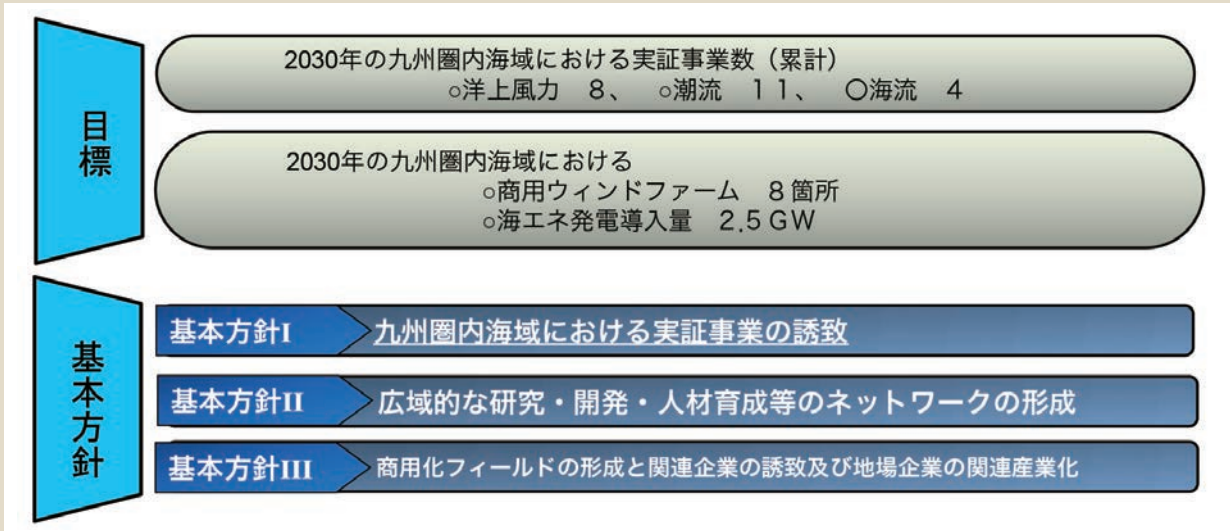 目標
2030年の九州圏内海域における実証事業数（累計）
○洋上風力　８、　○潮流　１１、　〇海流　４
2030年の九州圏内海域における
○商用ウィンドファーム　８箇所
○海エネ発電導入量　２.５ＧＷ
基本方針
基本方針I　九州圏内海域における実証事業の誘致
基本方針II　広域的な研究・開発・人材育成等のネットワークの形成
基本方針III　商用化フィールドの形成と関連企業の誘致及び地場企業の関連産業化